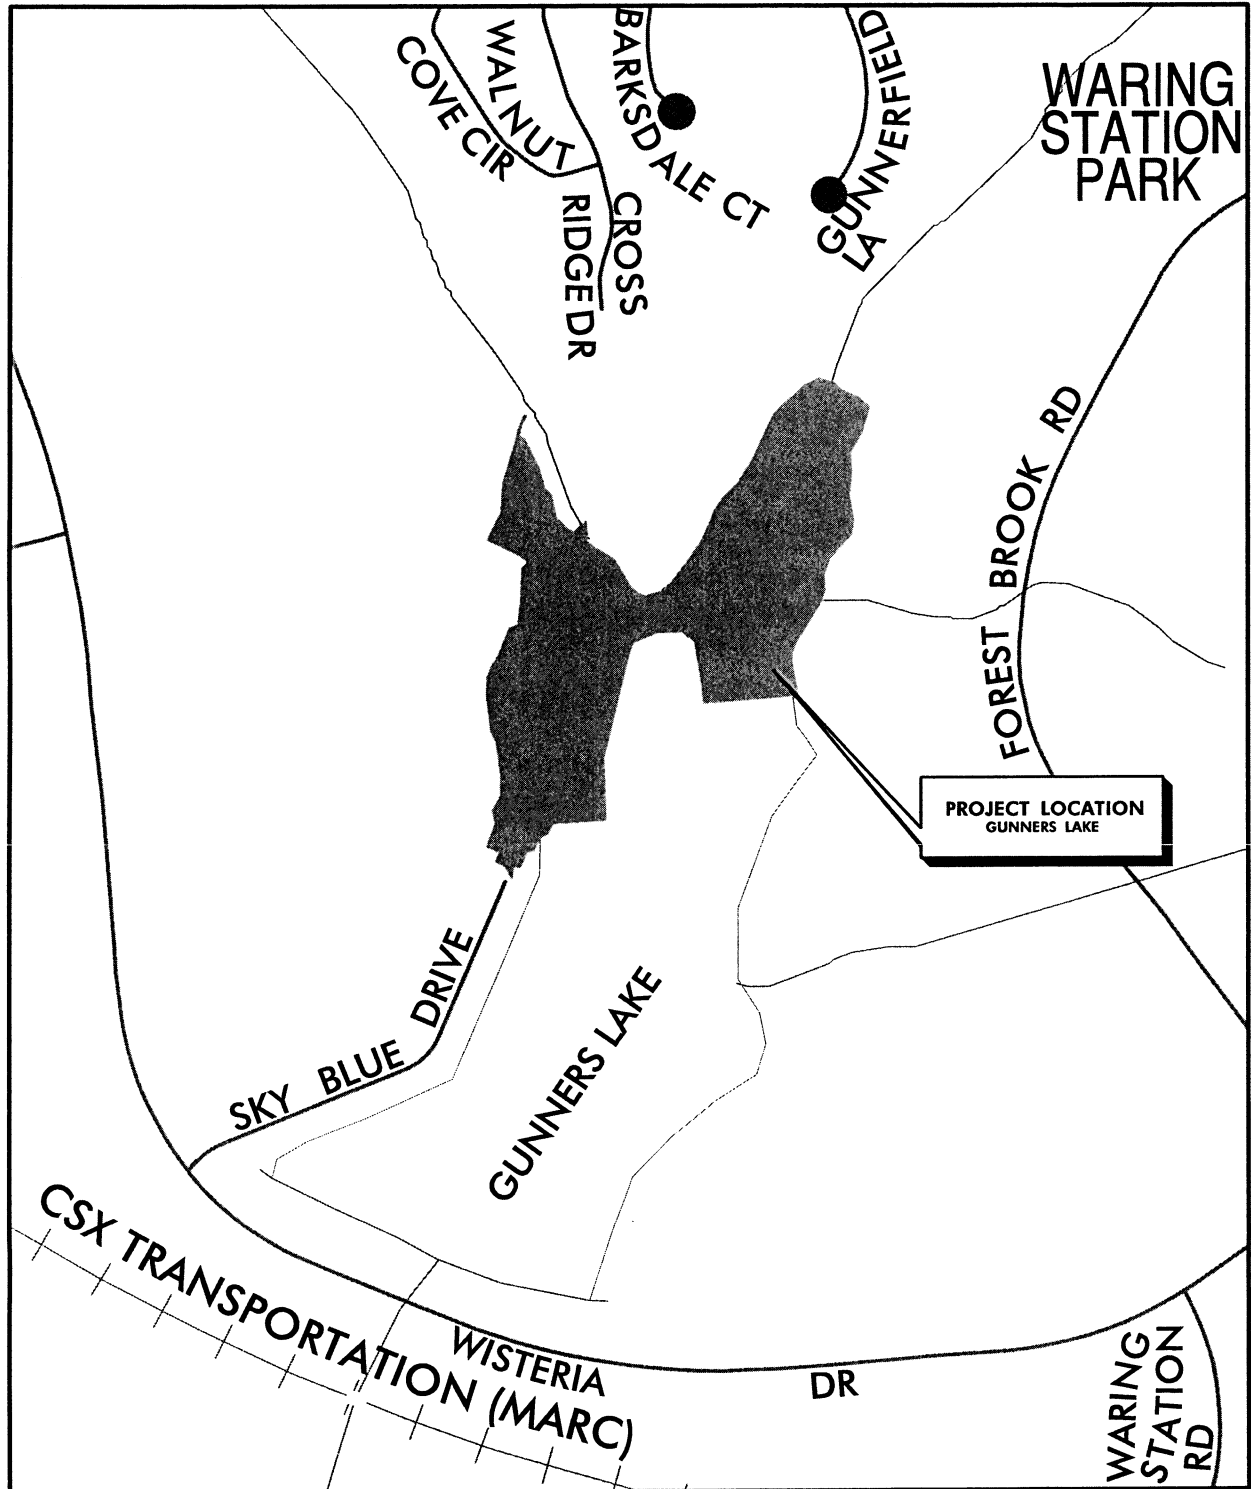 WALNUT
COVE CIR
BARKSDALE CT
GUNNERFIELD
LA
WARING
STATION
PARK
CROSS
RIDGE DR
FOREST BROOK RD
PROJECT LOCATION
GUNNERS LAKE
SKY BLUE DRIVE
GUNNERS LAKE
CSX TRANSPORTATION (MARC)
WISTERIA DR
WARING
STATION
RD